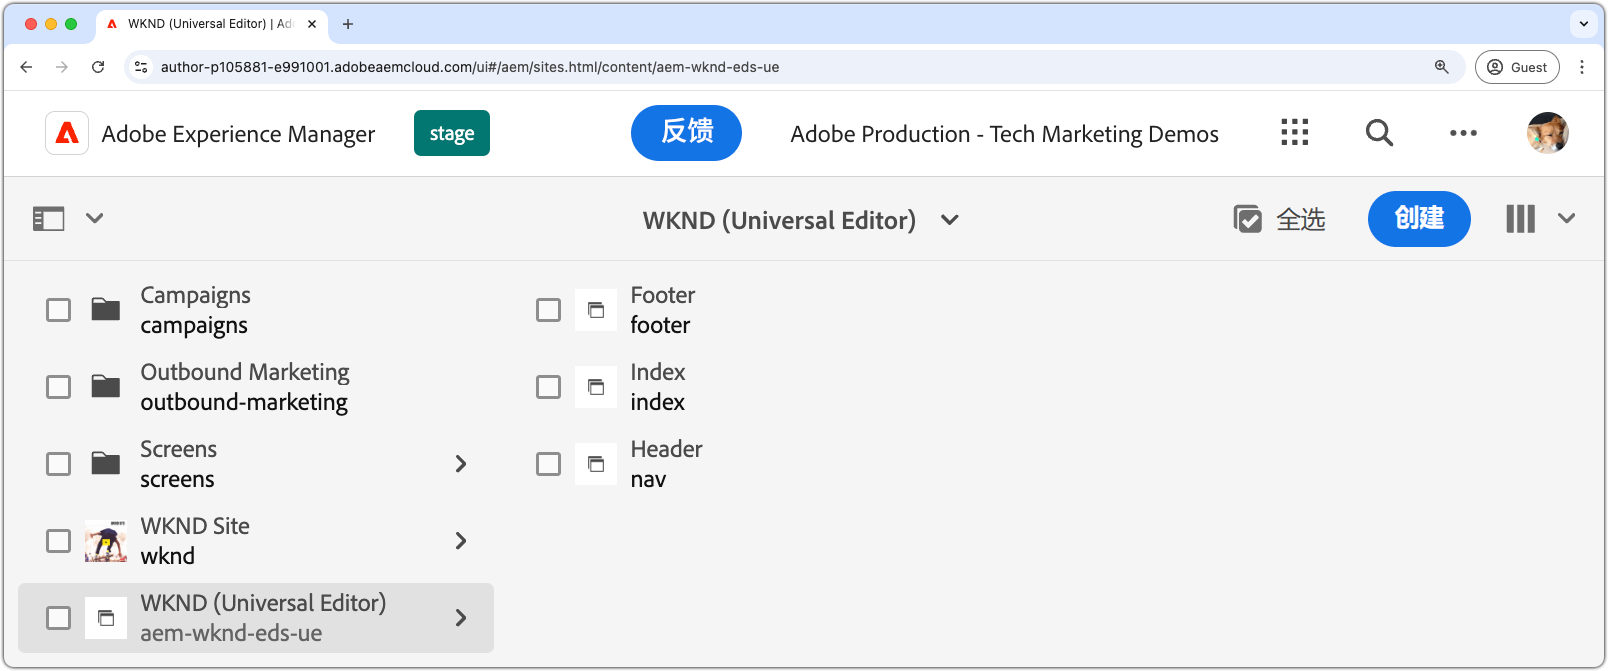 WKND (Universal Editor) | Ad
author-p105881-e991001.adobeaemcloud.com/ui#/aem/sites.html/content/aem-wknd-eds-ue
Guest
Adobe Experience Manager
stage
反馈
Adobe Production - Tech Marketing Demos
WKND (Universal Editor)
全选
创建
Campaigns
campaigns
Outbound Marketing
outbound-marketing
Screens
screens
WKND Site
wknd
WKND (Universal Editor)
aem-wknd-eds-ue
Footer
footer
Index
index
Header
nav